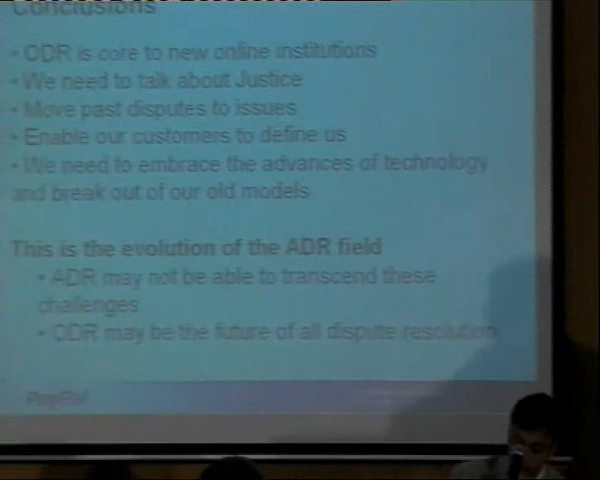 Conclusions
• ODR is core to new online institutions
• We need to talk about Justice
• Move past disputes to issues
• Enable our customers to define us
• We need to embrace the advances of technology
and break out of our old models
This is the evolution of the ADR field
• ADR may not be able to transcend these
challenges
• ODR may be the future of all dispute resolution
PayPal